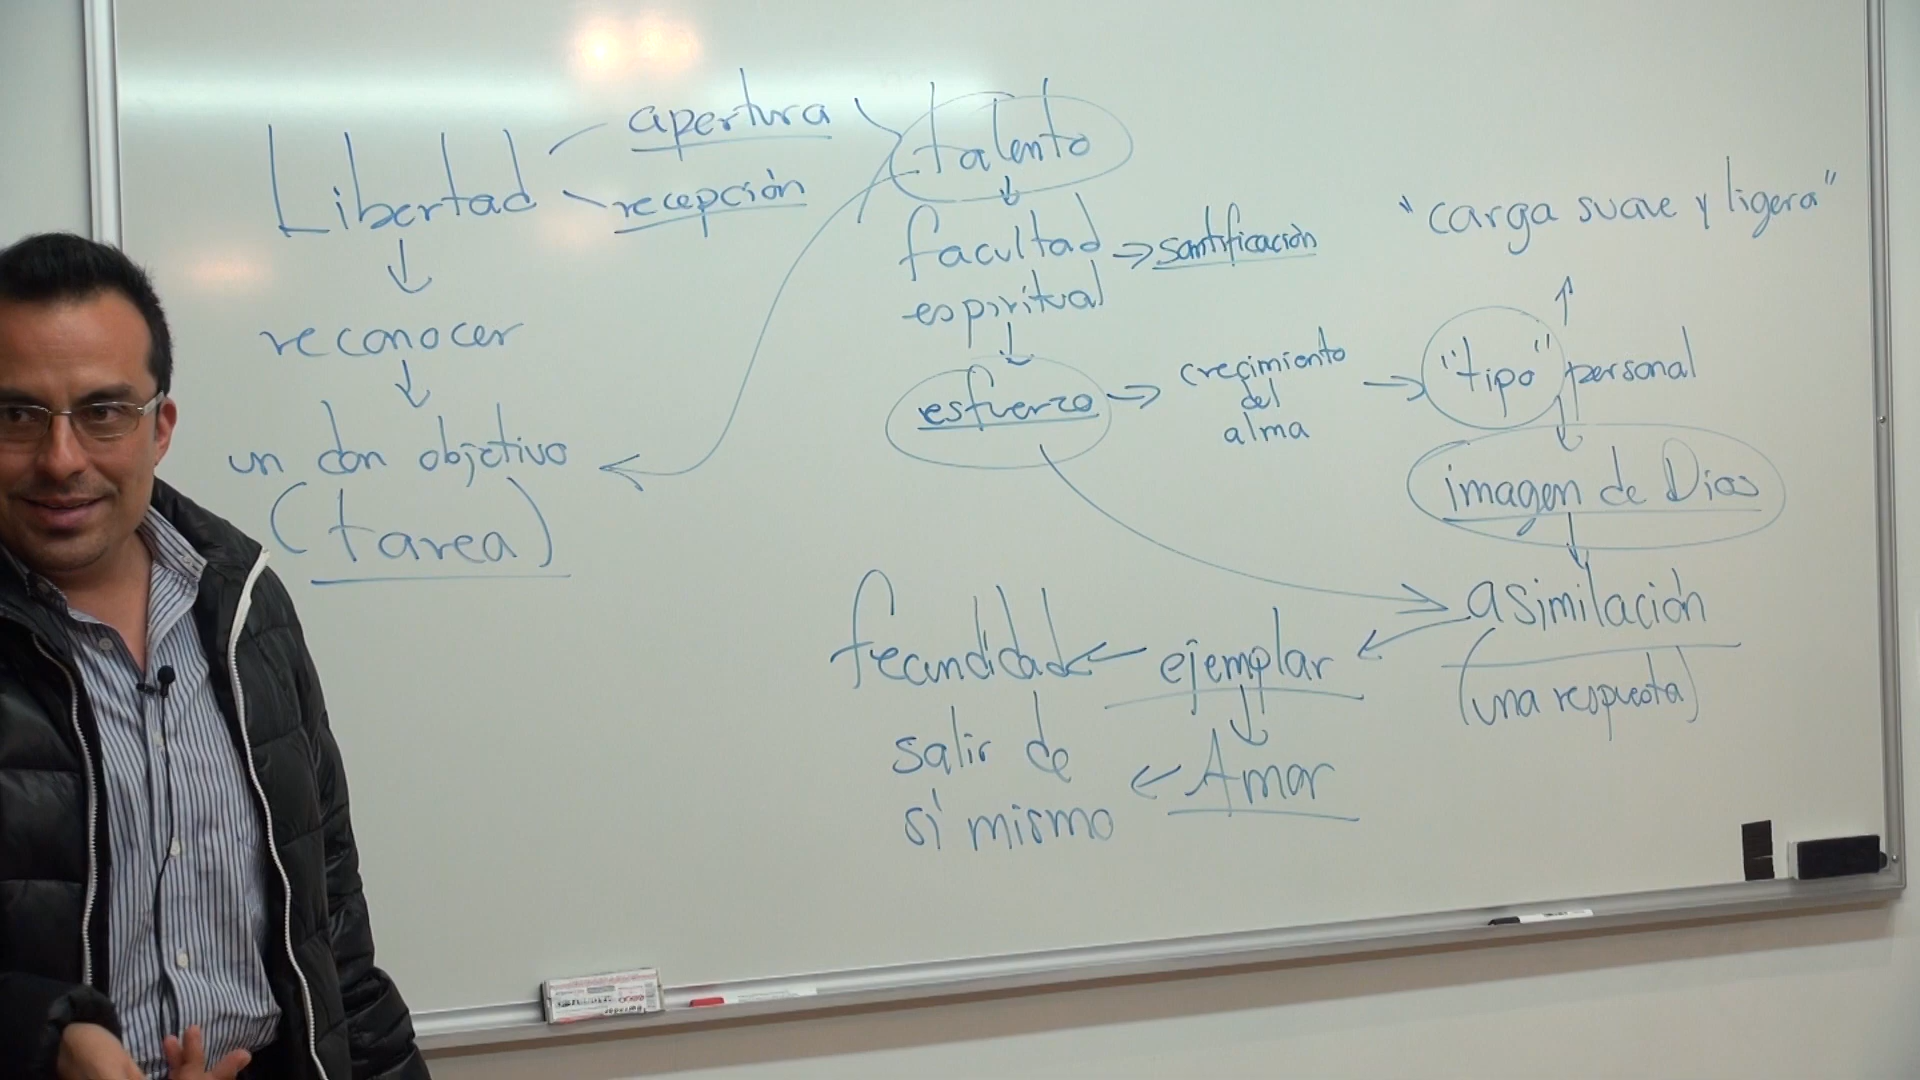 Libertad
apertura
recepción
↓
reconocer
↓
un don objetivo
(tarea)
talento
↓
facultad
espiritual
→ santificación
↓
esfuerzo → crecimiento
del
alma
→ "tipo" personal
↑
"carga suave y ligera"
↓
imagen de Dios
↓
asimilación
(una respuesta)
fecundidad ← ejemplar
↓
salir de
sí mismo
← Amar